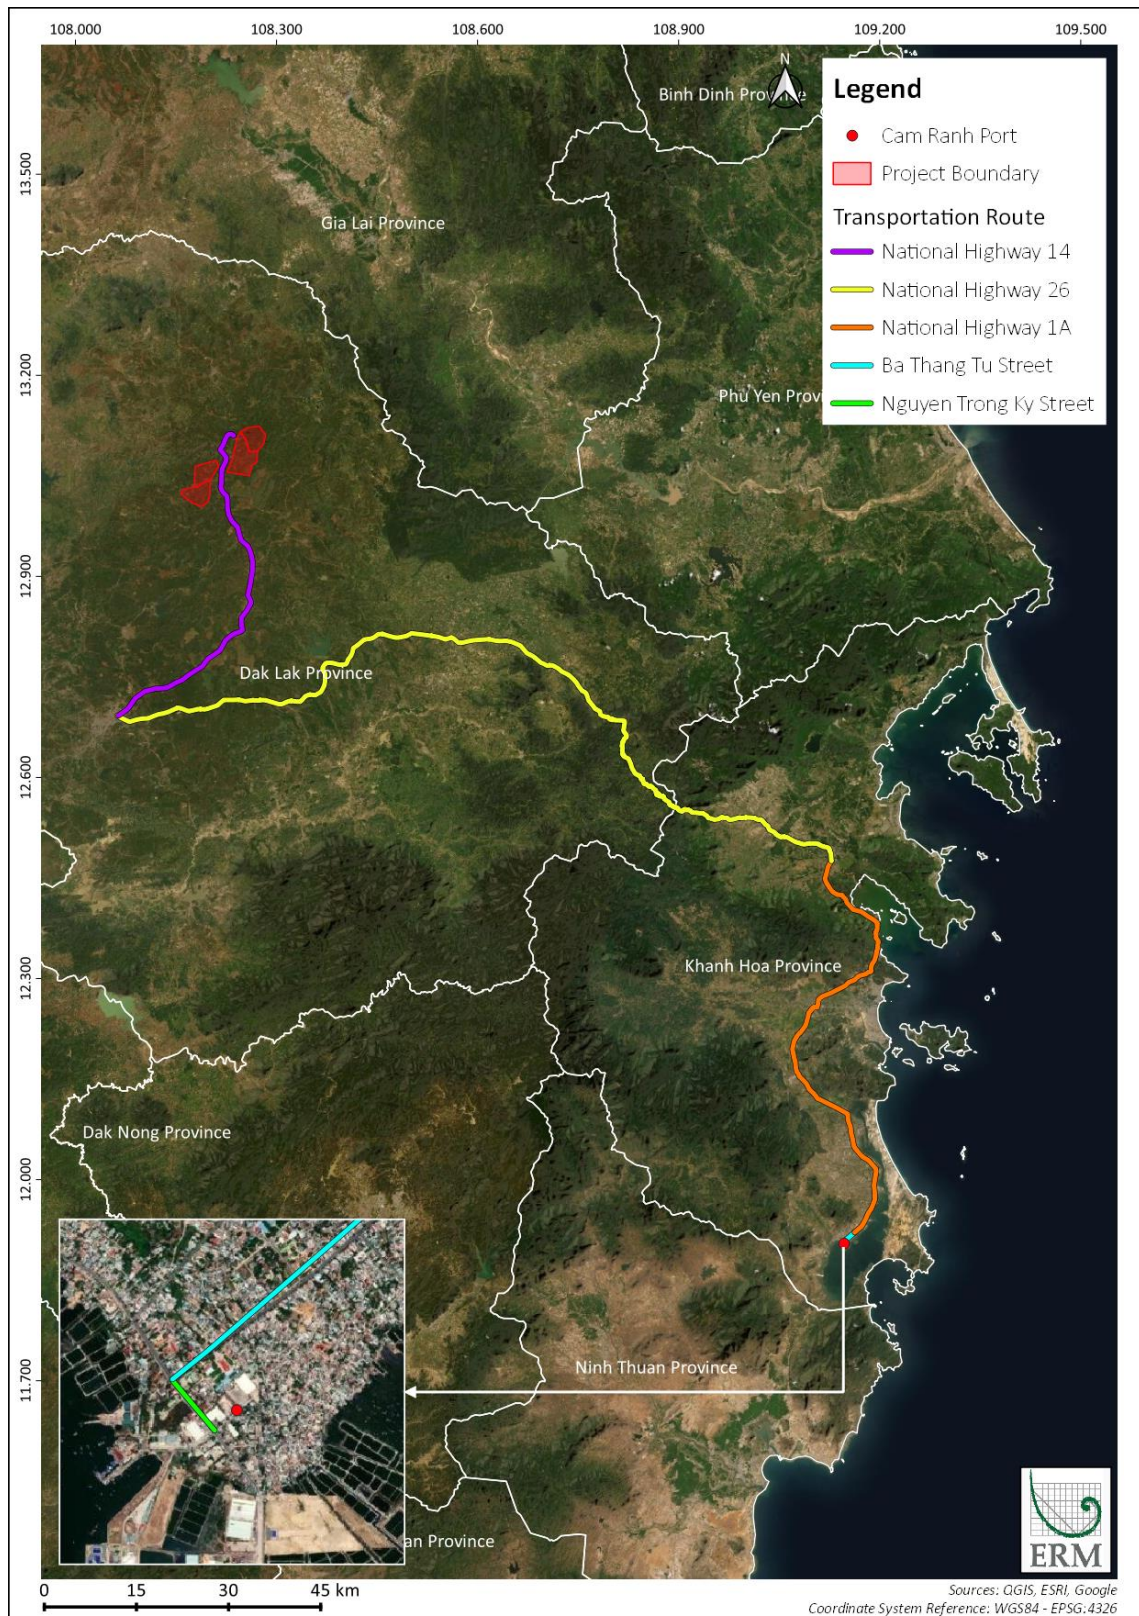 108.000 108.300 108.600 108.900 109.200 109.500
N
Binh Dinh Province
Legend
Cam Ranh Port
Project Boundary
Transportation Route
National Highway 14
National Highway 26
National Highway 1A
Ba Thang Tu Street
Nguyen Trong Ky Street
13.500
Gia Lai Province
13.200
Phu Yen Provi
12.900
Dak Lak Province
12.600
12.300
Khanh Hoa Province
Dak Nong Province
12.000
11.700
Ninh Thuan Province
an Province
ERM
0 15 30 45 km
Sources: QGIS, ESRI, Google
Coordinate System Reference: WGS84 - EPSG:4326